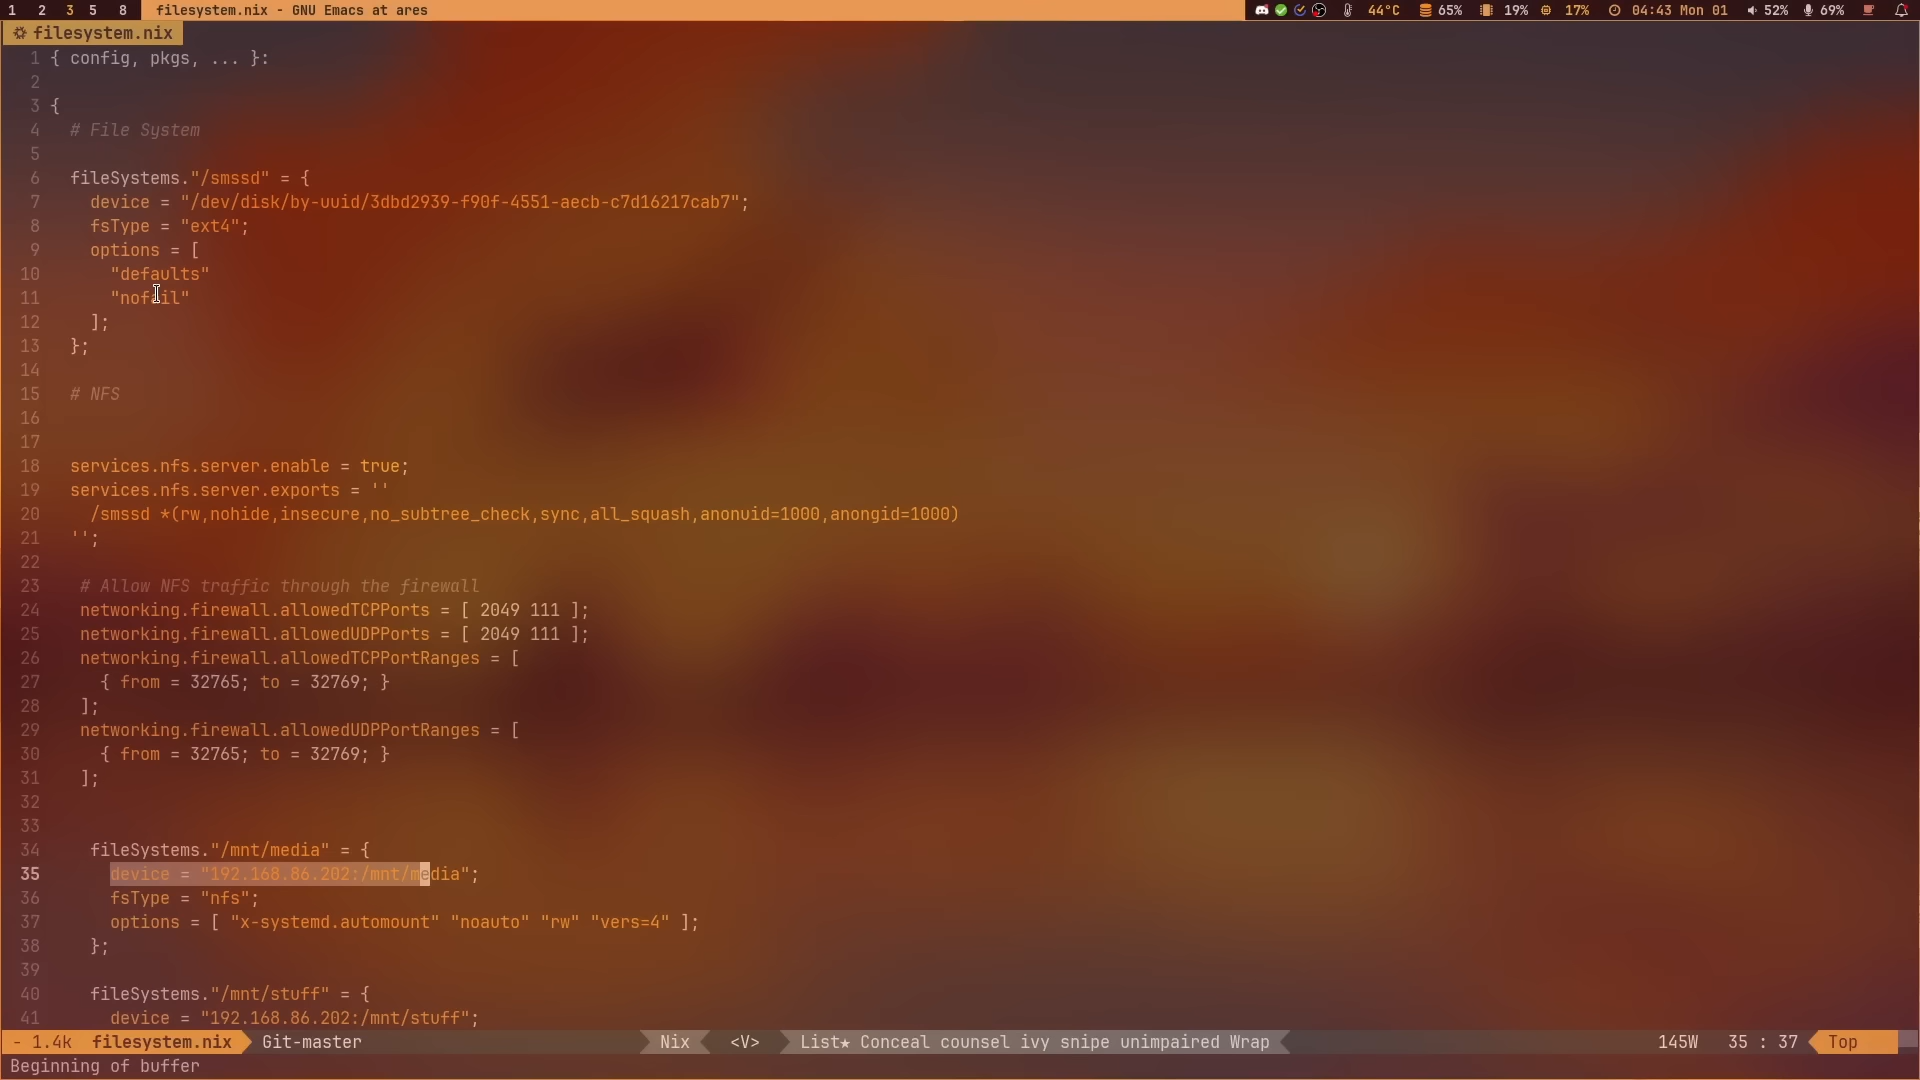 1 2 3 5 8 filesystem.nix - GNU Emacs at ares 44°C 65% 19% 17% 04:43 Mon 01 52% 69%
filesystem.nix
1 { config, pkgs, ... }:
2
3 {
4 # File System
5
6 fileSystems."/smssd" = {
7 device = "/dev/disk/by-uuid/3dbd2939-f90f-4551-aecb-c7d16217cab7";
8 fsType = "ext4";
9 options = [
10 "defaults"
11 "nofail"
12 ];
13 };
14
15 # NFS
16
17
18 services.nfs.server.enable = true;
19 services.nfs.server.exports = ''
20 /smssd *(rw,nohide,insecure,no_subtree_check,sync,all_squash,anonuid=1000,anongid=1000)
21 '';
22
23 # Allow NFS traffic through the firewall
24 networking.firewall.allowedTCPPorts = [ 2049 111 ];
25 networking.firewall.allowedUDPPorts = [ 2049 111 ];
26 networking.firewall.allowedTCPPortRanges = [
27 { from = 32765; to = 32769; }
28 ];
29 networking.firewall.allowedUDPPortRanges = [
30 { from = 32765; to = 32769; }
31 ];
32
33
34 fileSystems."/mnt/media" = {
35 device = "192.168.86.202:/mnt/media";
36 fsType = "nfs";
37 options = [ "x-systemd.automount" "noauto" "rw" "vers=4" ];
38 };
39
40 fileSystems."/mnt/stuff" = {
41 device = "192.168.86.202:/mnt/stuff";
- 1.4k filesystem.nix Git-master Nix <V> List★ Conceal counsel ivy snipe unimpaired Wrap 145W 35 : 37 Top
Beginning of buffer